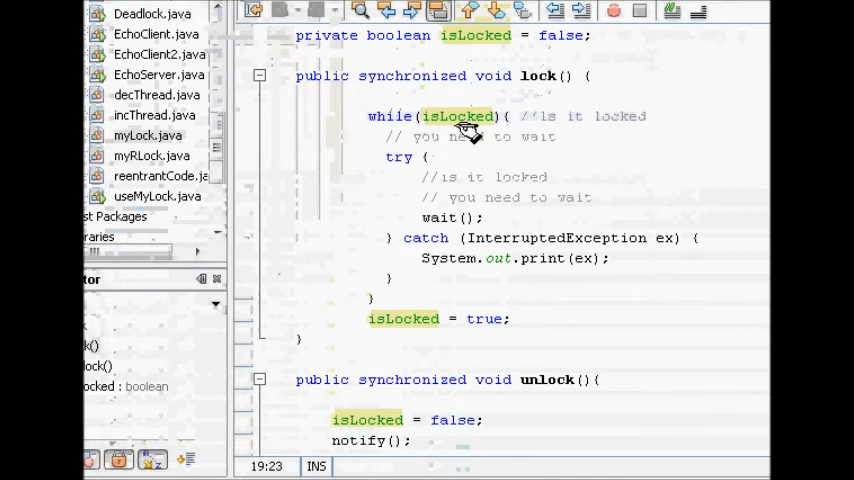 Deadlock.java
EchoClient.java
EchoClient2.java
EchoServer.java
decThread.java
incThread.java
myLock.java
myRLock.java
reentrantCode.ja
useMyLock.java
st Packages
raries
tor
k()
lock()
ocked : boolean
private boolean isLocked = false;
public synchronized void lock() {
while(isLocked){ //is it locked
// you need to wait
try {
//is it locked
// you need to wait
wait();
} catch (InterruptedException ex) {
System.out.print(ex);
}
}
isLocked = true;
}
public synchronized void unlock(){
isLocked = false;
notify();
19:23 INS